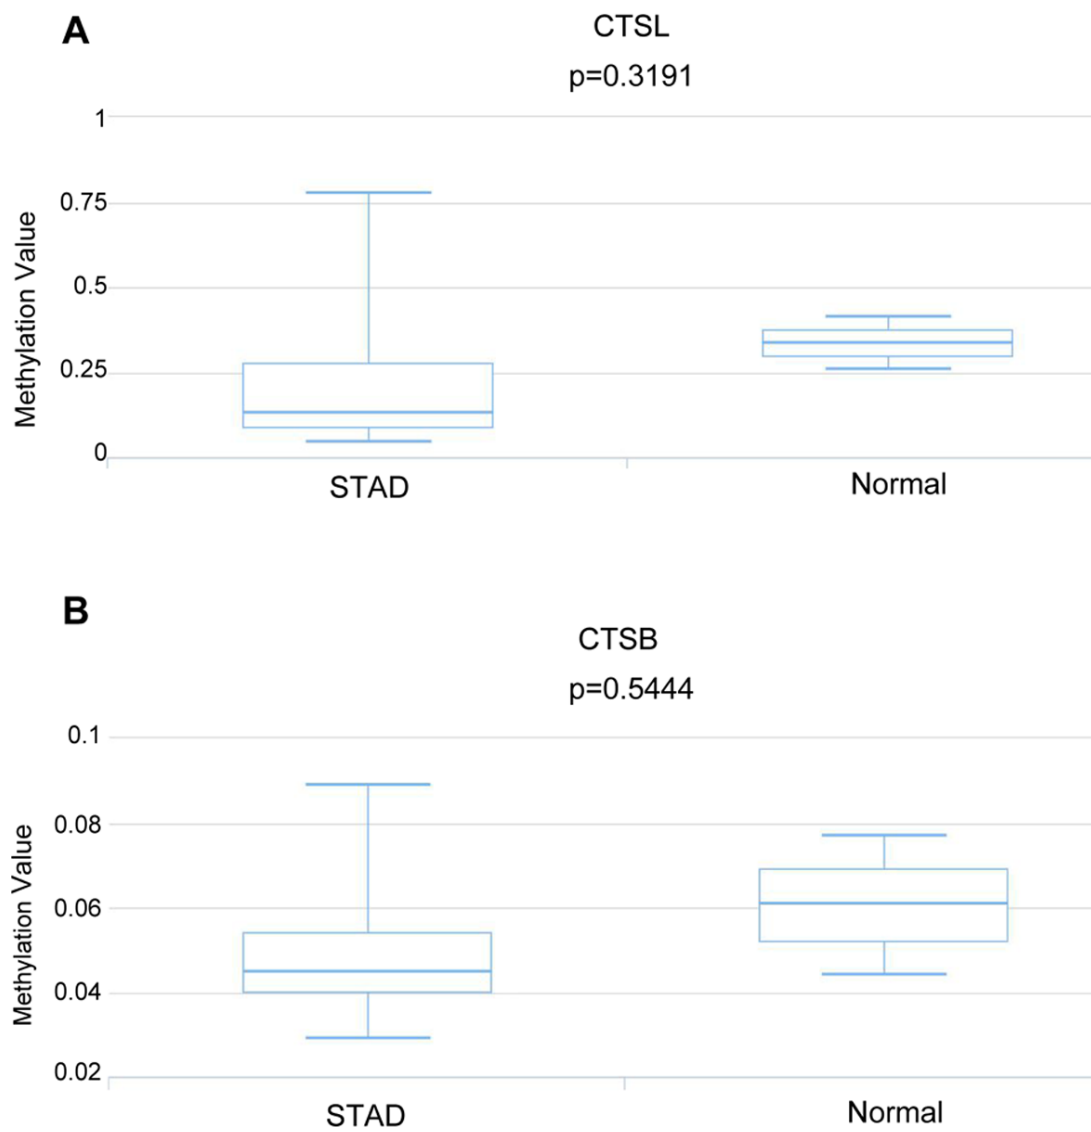 A
CTSL
p=0.3191
Methylation Value
1
0.75
0.5
0.25
0
STAD Normal
B
CTSB
p=0.5444
Methylation Value
0.1
0.08
0.06
0.04
0.02
STAD Normal